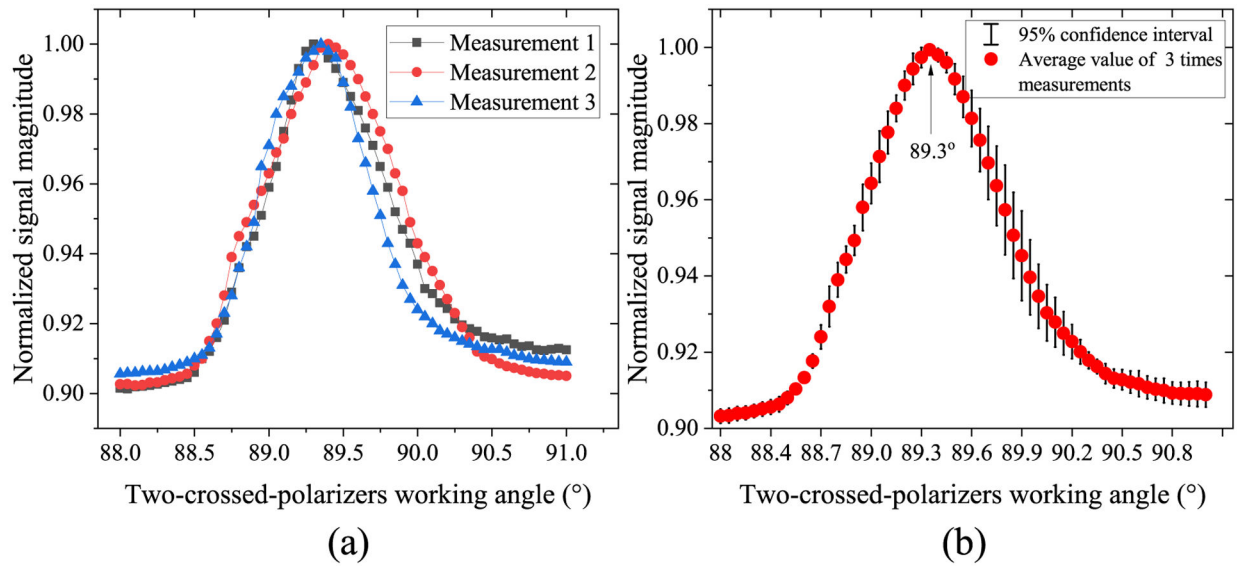 Normalized signal magnitude
1.00
0.98
0.96
0.94
0.92
0.90
Measurement 1
Measurement 2
Measurement 3
88.0 88.5 89.0 89.5 90.0 90.5 91.0
Two-crossed-polarizers working angle (°)
(a)
Normalized signal magnitude
1.00
0.98
0.96
0.94
0.92
0.90
95% confidence interval
Average value of 3 times
measurements
89.3°
88 88.4 88.7 89.0 89.3 89.6 89.9 90.2 90.5 90.8
Two-crossed-polarizers working angle (°)
(b)